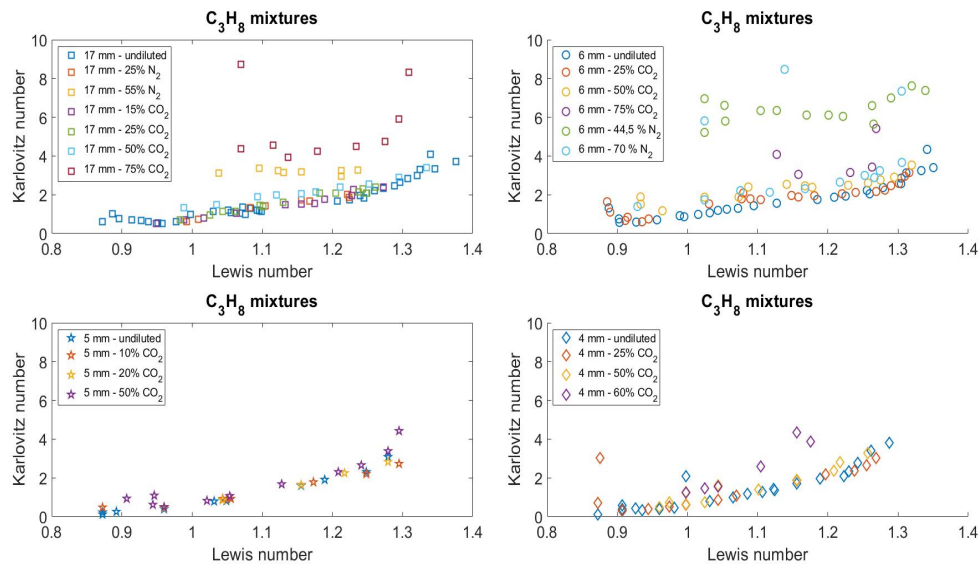 C3H8 mixtures
Karlovitz number
10
8
6
4
2
0
17 mm - undiluted
17 mm - 25% N2
17 mm - 55% N2
17 mm - 15% CO2
17 mm - 25% CO2
17 mm - 50% CO2
17 mm - 75% CO2
0.8 0.9 1 1.1 1.2 1.3 1.4
Lewis number
C3H8 mixtures
Karlovitz number
10
8
6
4
2
0
6 mm - undiluted
6 mm - 25% CO2
6 mm - 50% CO2
6 mm - 75% CO2
6 mm - 44,5 % N2
6 mm - 70 % N2
0.8 0.9 1 1.1 1.2 1.3 1.4
Lewis number
C3H8 mixtures
Karlovitz number
10
8
6
4
2
0
5 mm - undiluted
5 mm - 10% CO2
5 mm - 20% CO2
5 mm - 50% CO2
0.8 0.9 1 1.1 1.2 1.3 1.4
Lewis number
C3H8 mixtures
Karlovitz number
10
8
6
4
2
0
4 mm - undiluted
4 mm - 25% CO2
4 mm - 50% CO2
4 mm - 60% CO2
0.8 0.9 1 1.1 1.2 1.3 1.4
Lewis number